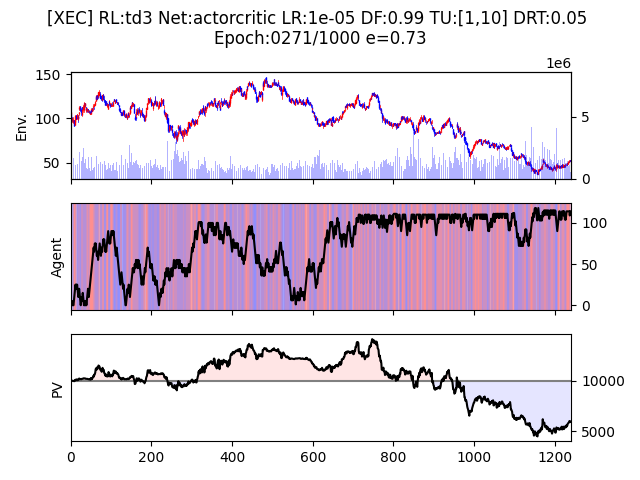 [XEC] RL:td3 Net:actorcritic LR:1e-05 DF:0.99 TU:[1,10] DRT:0.05
Epoch:0271/1000 e=0.73
1e6
150
100
50
Env.
5
0
Agent
100
50
0
PV
10000
5000
0 200 400 600 800 1000 1200